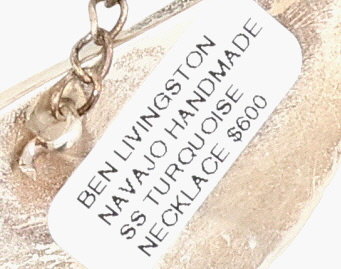 BEN LIVINGSTON
NAVAJO HANDMADE
SS TURQUOISE
NECKLACE $600